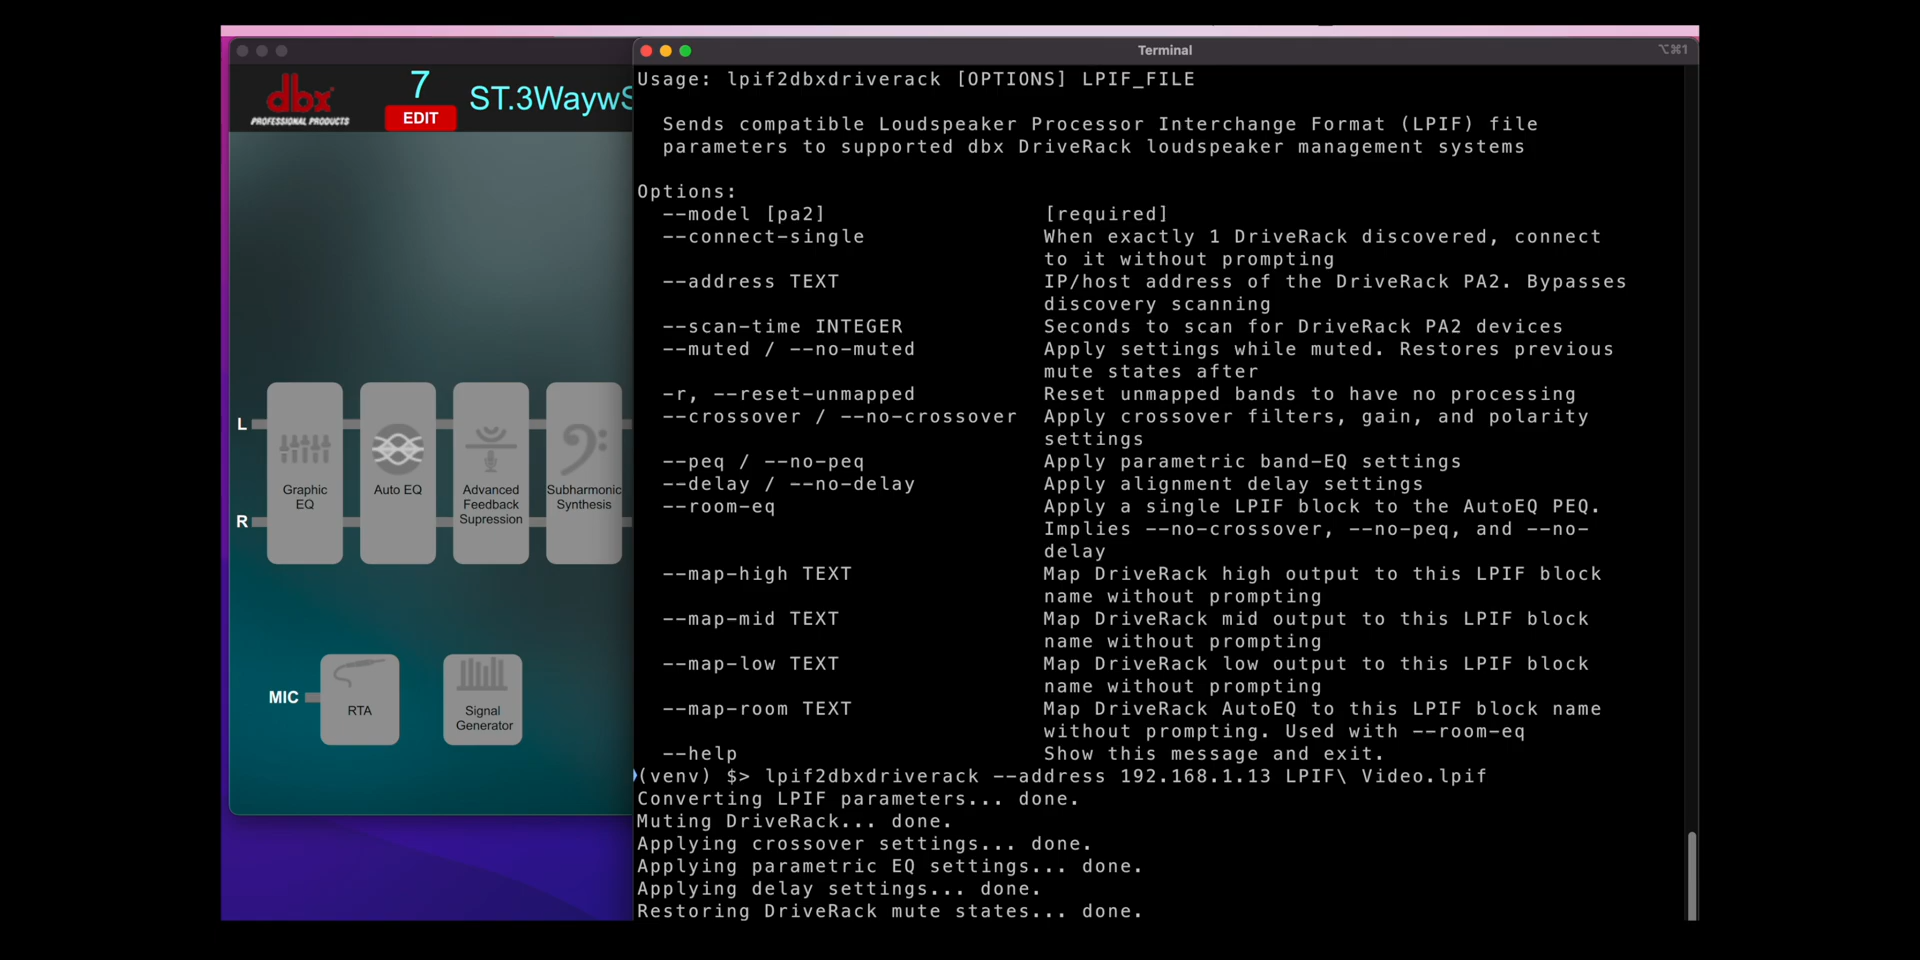 dbx
PROFESSIONAL PRODUCTS
7
EDIT
ST.3WaywS
L
R
Graphic
EQ
Auto EQ
Advanced
Feedback
Supression
Subharmonic
Synthesis
MIC
RTA
Signal
Generator
Terminal
⌥⌘1
Usage: lpif2dbxdriverack [OPTIONS] LPIF_FILE
Sends compatible Loudspeaker Processor Interchange Format (LPIF) file
parameters to supported dbx DriveRack loudspeaker management systems
Options:
--model [pa2] [required]
--connect-single When exactly 1 DriveRack discovered, connect
to it without prompting
--address TEXT IP/host address of the DriveRack PA2. Bypasses
discovery scanning
--scan-time INTEGER Seconds to scan for DriveRack PA2 devices
--muted / --no-muted Apply settings while muted. Restores previous
mute states after
-r, --reset-unmapped Reset unmapped bands to have no processing
--crossover / --no-crossover Apply crossover filters, gain, and polarity
settings
--peq / --no-peq Apply parametric band-EQ settings
--delay / --no-delay Apply alignment delay settings
--room-eq Apply a single LPIF block to the AutoEQ PEQ.
Implies --no-crossover, --no-peq, and --no-
delay
--map-high TEXT Map DriveRack high output to this LPIF block
name without prompting
--map-mid TEXT Map DriveRack mid output to this LPIF block
name without prompting
--map-low TEXT Map DriveRack low output to this LPIF block
name without prompting
--map-room TEXT Map DriveRack AutoEQ to this LPIF block name
without prompting. Used with --room-eq
--help Show this message and exit.
(venv) $> lpif2dbxdriverack --address 192.168.1.13 LPIF\ Video.lpif
Converting LPIF parameters... done.
Muting DriveRack... done.
Applying crossover settings... done.
Applying parametric EQ settings... done.
Applying delay settings... done.
Restoring DriveRack mute states... done.